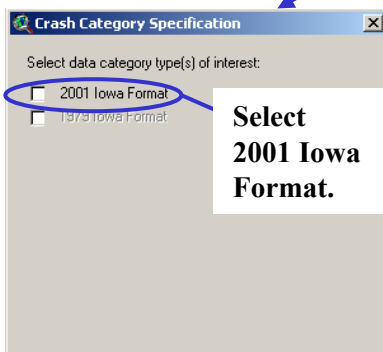 Crash Category Specification
Select data category type(s) of interest:
2001 Iowa Format
1979 Iowa Format
Select
2001 Iowa
Format.